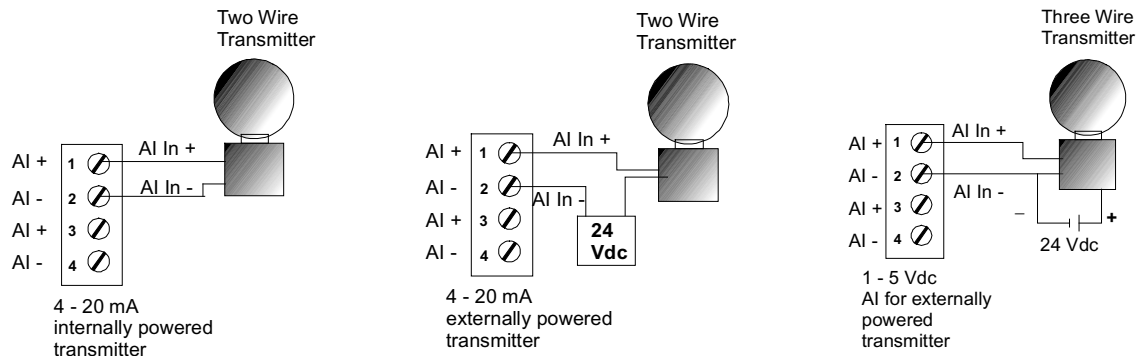 Two Wire
Transmitter
AI + 1 AI In +
AI - 2 AI In -
AI + 3
AI - 4
4 - 20 mA
internally powered
transmitter
Two Wire
Transmitter
AI + 1 AI In +
AI - 2 AI In -
AI + 3
AI - 4
24
Vdc
4 - 20 mA
externally powered
transmitter
Three Wire
Transmitter
AI + 1 AI In +
AI - 2 AI In -
AI + 3
AI - 4
– +
24 Vdc
1 - 5 Vdc
AI for externally
powered
transmitter